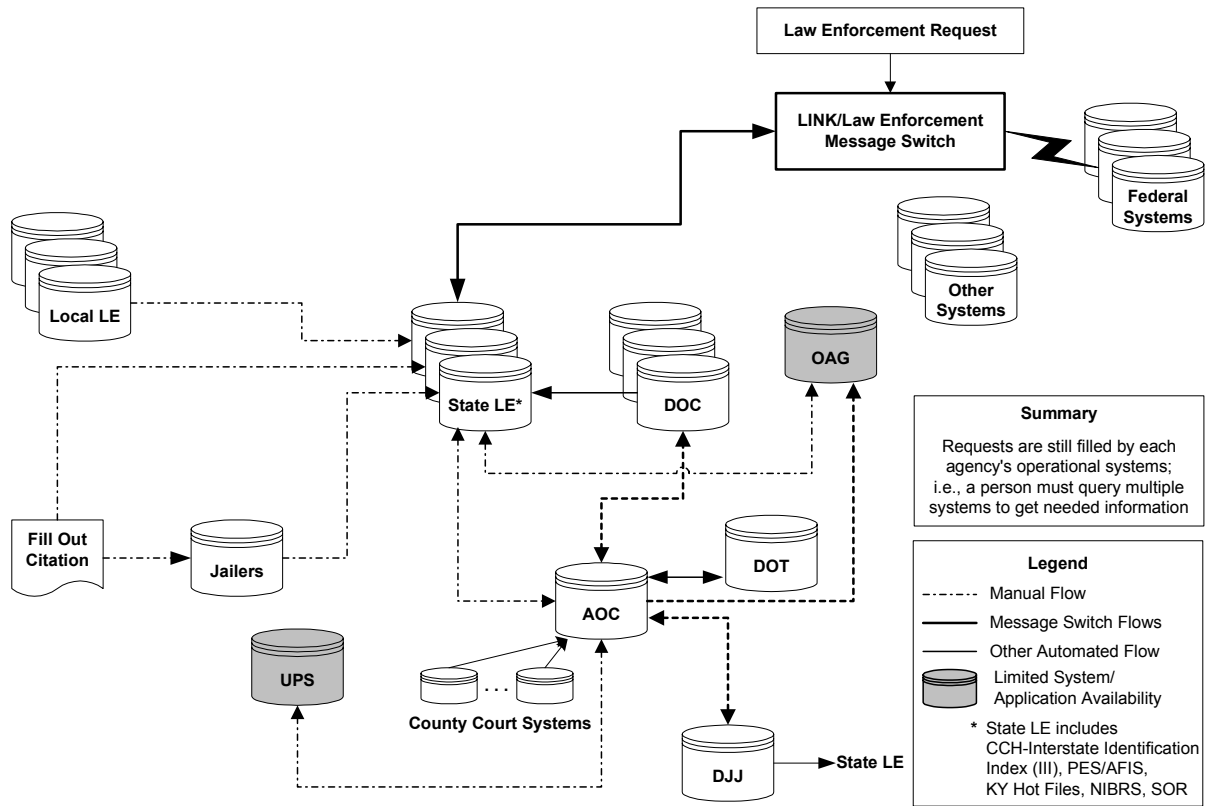 Law Enforcement Request
LINK/Law Enforcement
Message Switch
Federal
Systems
Other
Systems
Local LE
OAG
State LE*
DOC
Summary
Requests are still filled by each
agency's operational systems;
i.e., a person must query multiple
systems to get needed information
Fill Out
Citation
Jailers
DOT
AOC
UPS
. . .
County Court Systems
DJJ
State LE
Legend
Manual Flow
Message Switch Flows
Other Automated Flow
Limited System/
Application Availability
* State LE includes
CCH-Interstate Identification
Index (III), PES/AFIS,
KY Hot Files, NIBRS, SOR